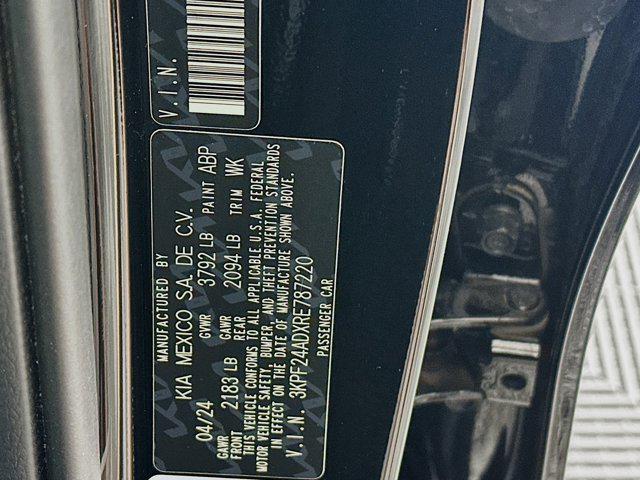 V.I.N.
MANUFACTURED BY
KIA MEXICO S.A. DE C.V.
04/24 GVWR 3792 LB PAINT ABP
GAWR FRONT 2183 LB GAWR REAR 2094 LB TRIM WK
THIS VEHICLE CONFORMS TO ALL APPLICABLE U.S.A. FEDERAL
MOTOR VEHICLE SAFETY, BUMPER, AND THEFT PREVENTION STANDARDS
IN EFFECT ON THE DATE OF MANUFACTURE SHOWN ABOVE.
V.I.N. 3KPF24ADXRE787220
PASSENGER CAR